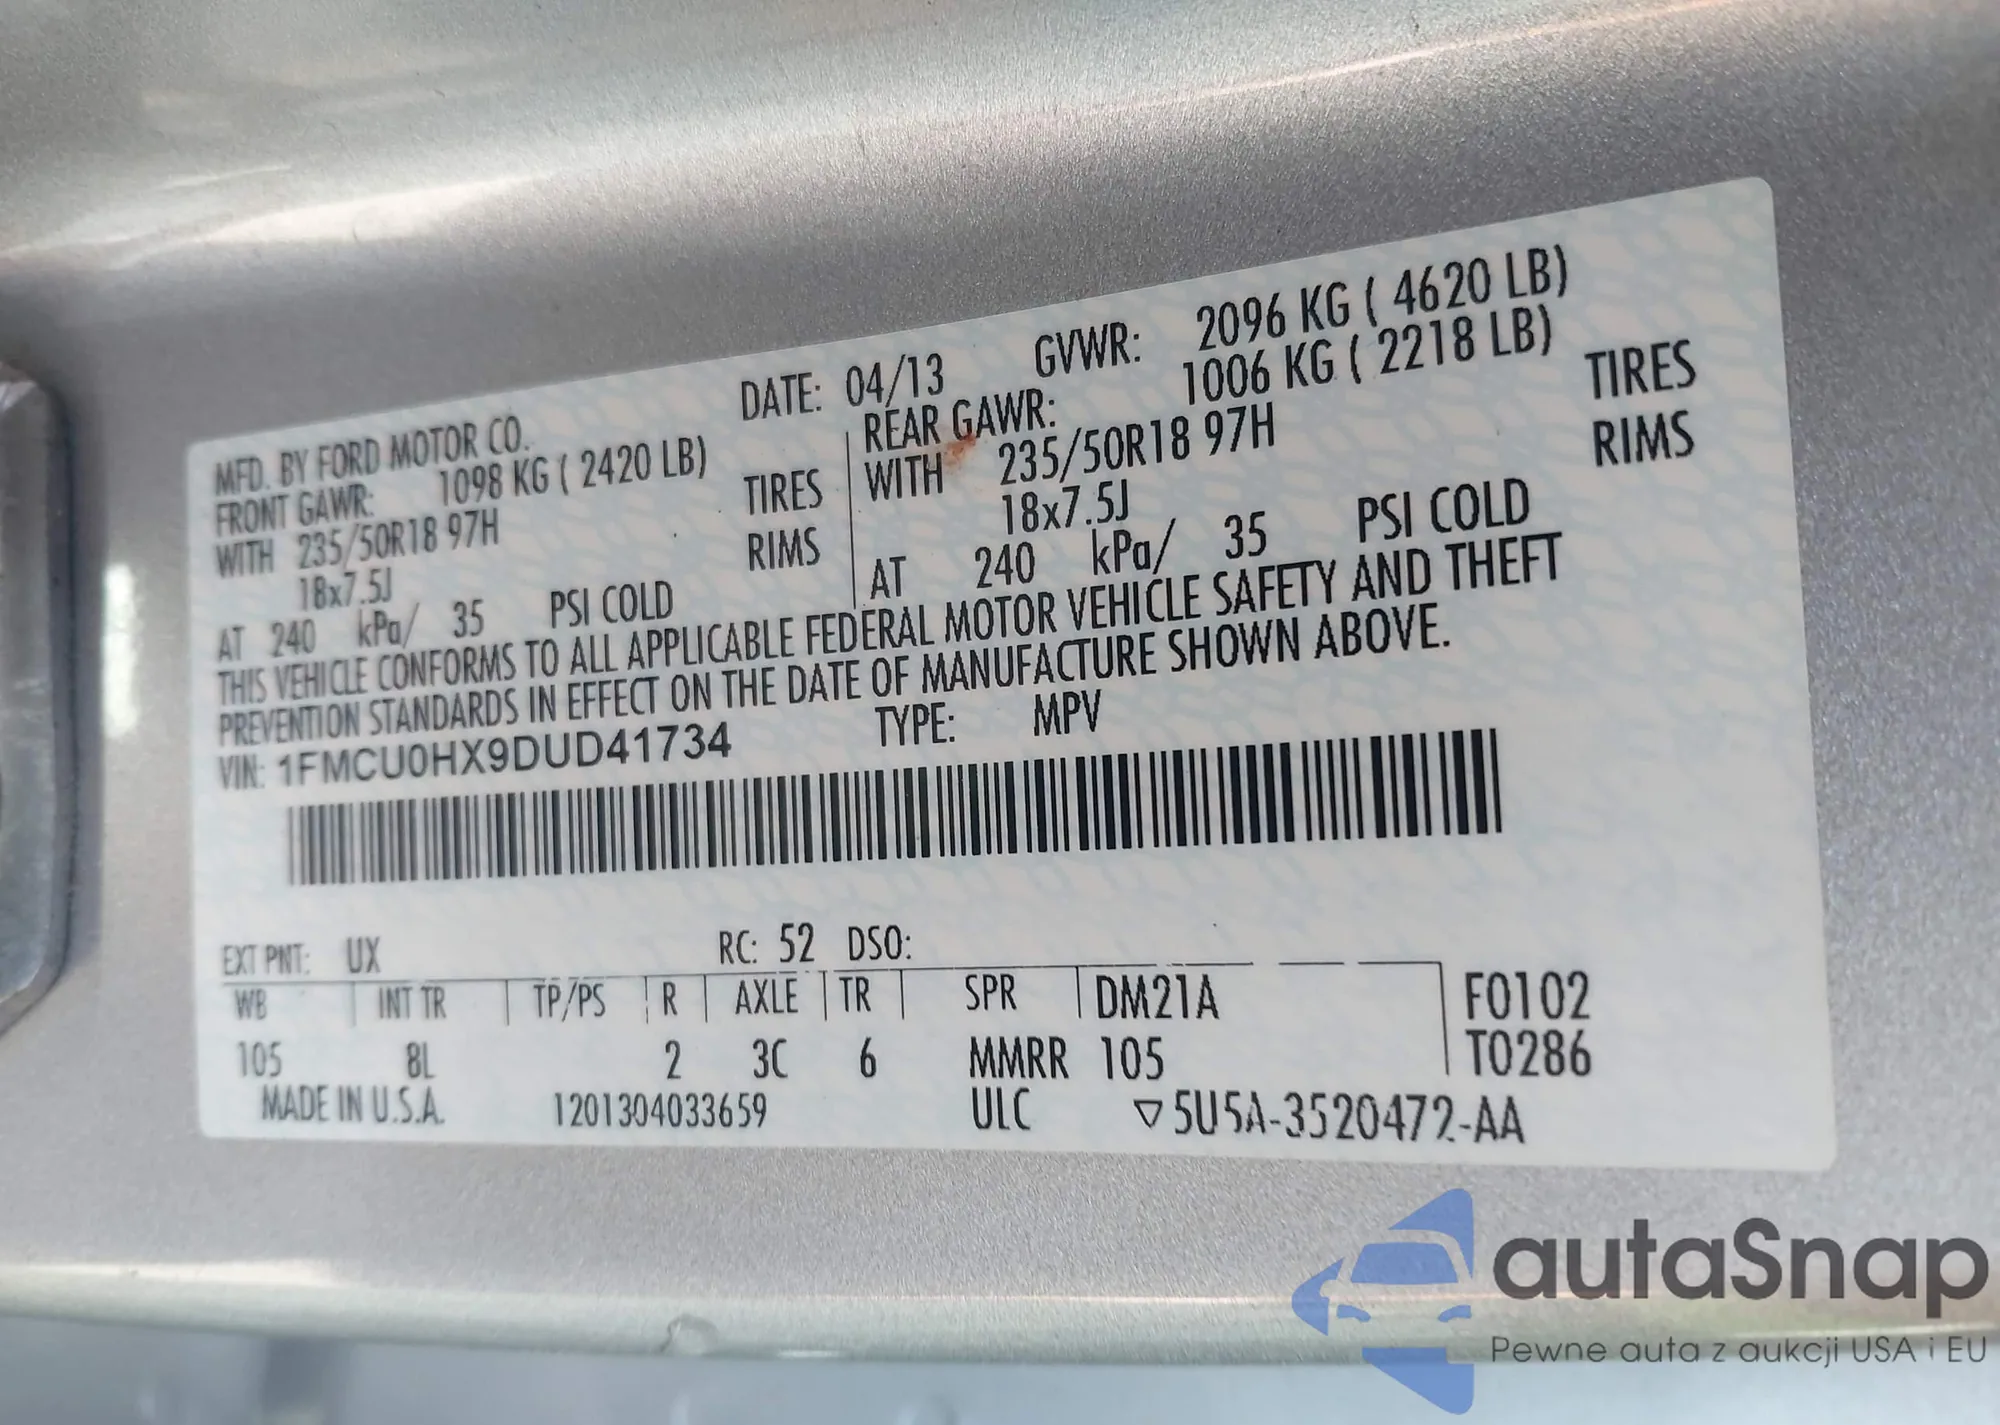 DATE: 04/13 GVWR: 2096 KG ( 4620 LB)
MFD. BY FORD MOTOR CO. REAR GAWR: 1006 KG ( 2218 LB)
FRONT GAWR: 1098 KG ( 2420 LB) WITH 235/50R18 97H TIRES
WITH 235/50R18 97H TIRES 18x7.5J RIMS
18x7.5J RIMS AT 240 kPa/ 35 PSI COLD
AT 240 kPa/ 35 PSI COLD
THIS VEHICLE CONFORMS TO ALL APPLICABLE FEDERAL MOTOR VEHICLE SAFETY AND THEFT
PREVENTION STANDARDS IN EFFECT ON THE DATE OF MANUFACTURE SHOWN ABOVE.
VIN: 1FMCU0HX9DUD41734 TYPE: MPV
EXT PNT: UX RC: 52 DSO:
WB INT TR TP/PS R AXLE TR SPR DM21A F0102
105 8L 2 3C 6 MMRR 105 T0286
MADE IN U.S.A. 1201304033659 ULC ▽5U5A-3520472-AA
autaSnap
Pewne auta z aukcji USA i EU